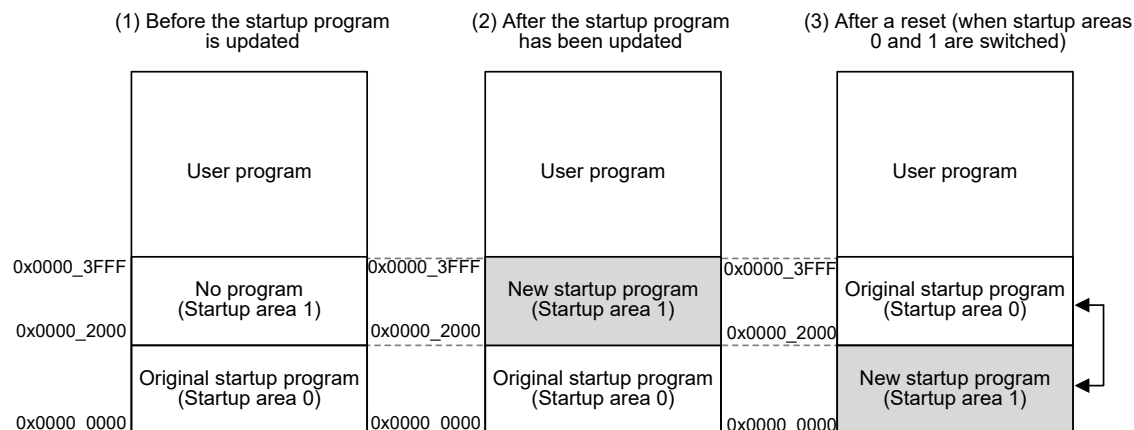 (1) Before the startup program
is updated
(2) After the startup program
has been updated
(3) After a reset (when startup areas
0 and 1 are switched)
User program
User program
User program
0x0000_3FFF
0x0000_3FFF
0x0000_3FFF
No program
(Startup area 1)
New startup program
(Startup area 1)
Original startup program
(Startup area 0)
0x0000_2000
0x0000_2000
0x0000_2000
Original startup program
(Startup area 0)
Original startup program
(Startup area 0)
New startup program
(Startup area 1)
0x0000_0000
0x0000_0000
0x0000_0000